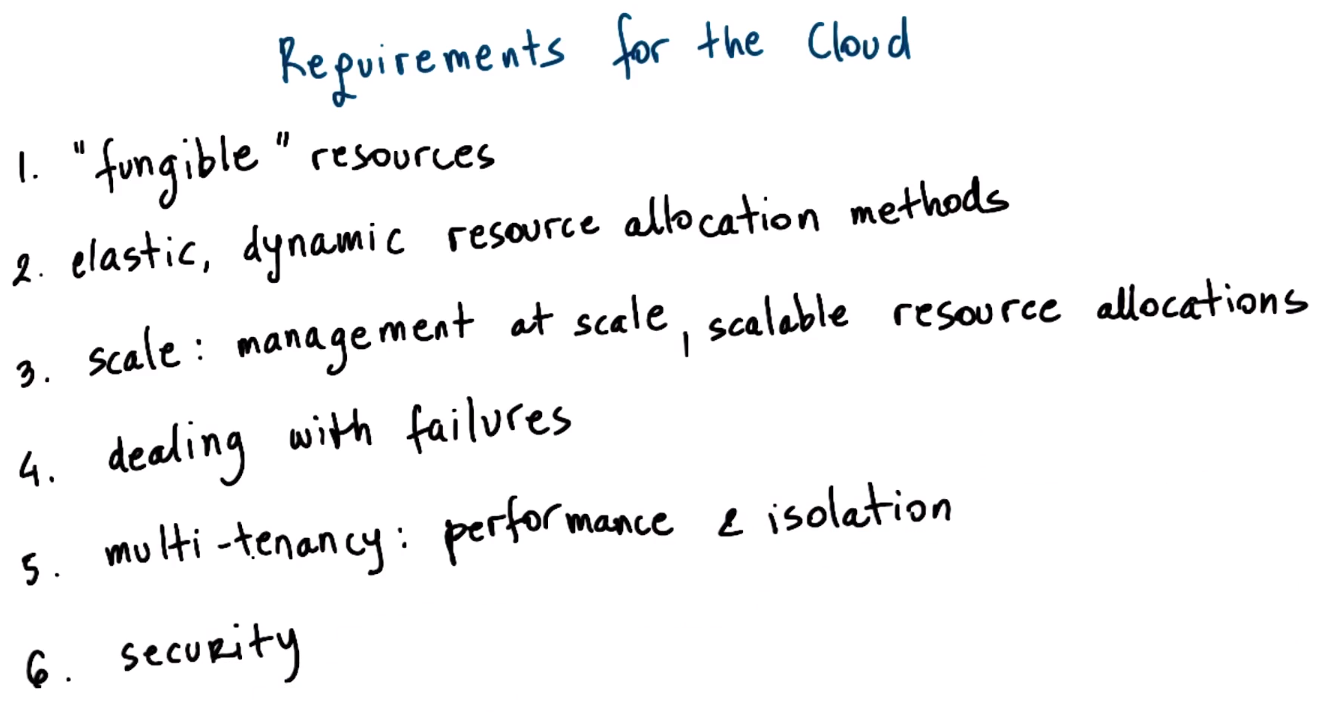 Requirements for the Cloud
1. "fungible" resources
2. elastic, dynamic resource allocation methods
3. scale: management at scale, scalable resource allocations
4. dealing with failures
5. multi-tenancy: performance & isolation
6. security